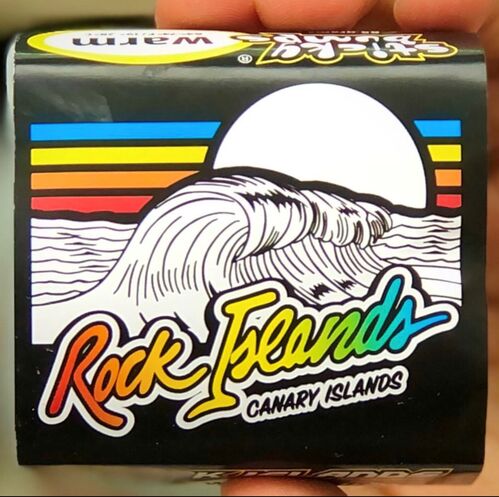 warm
Sticky
Bumps
®
Rock Islands
CANARY ISLANDS